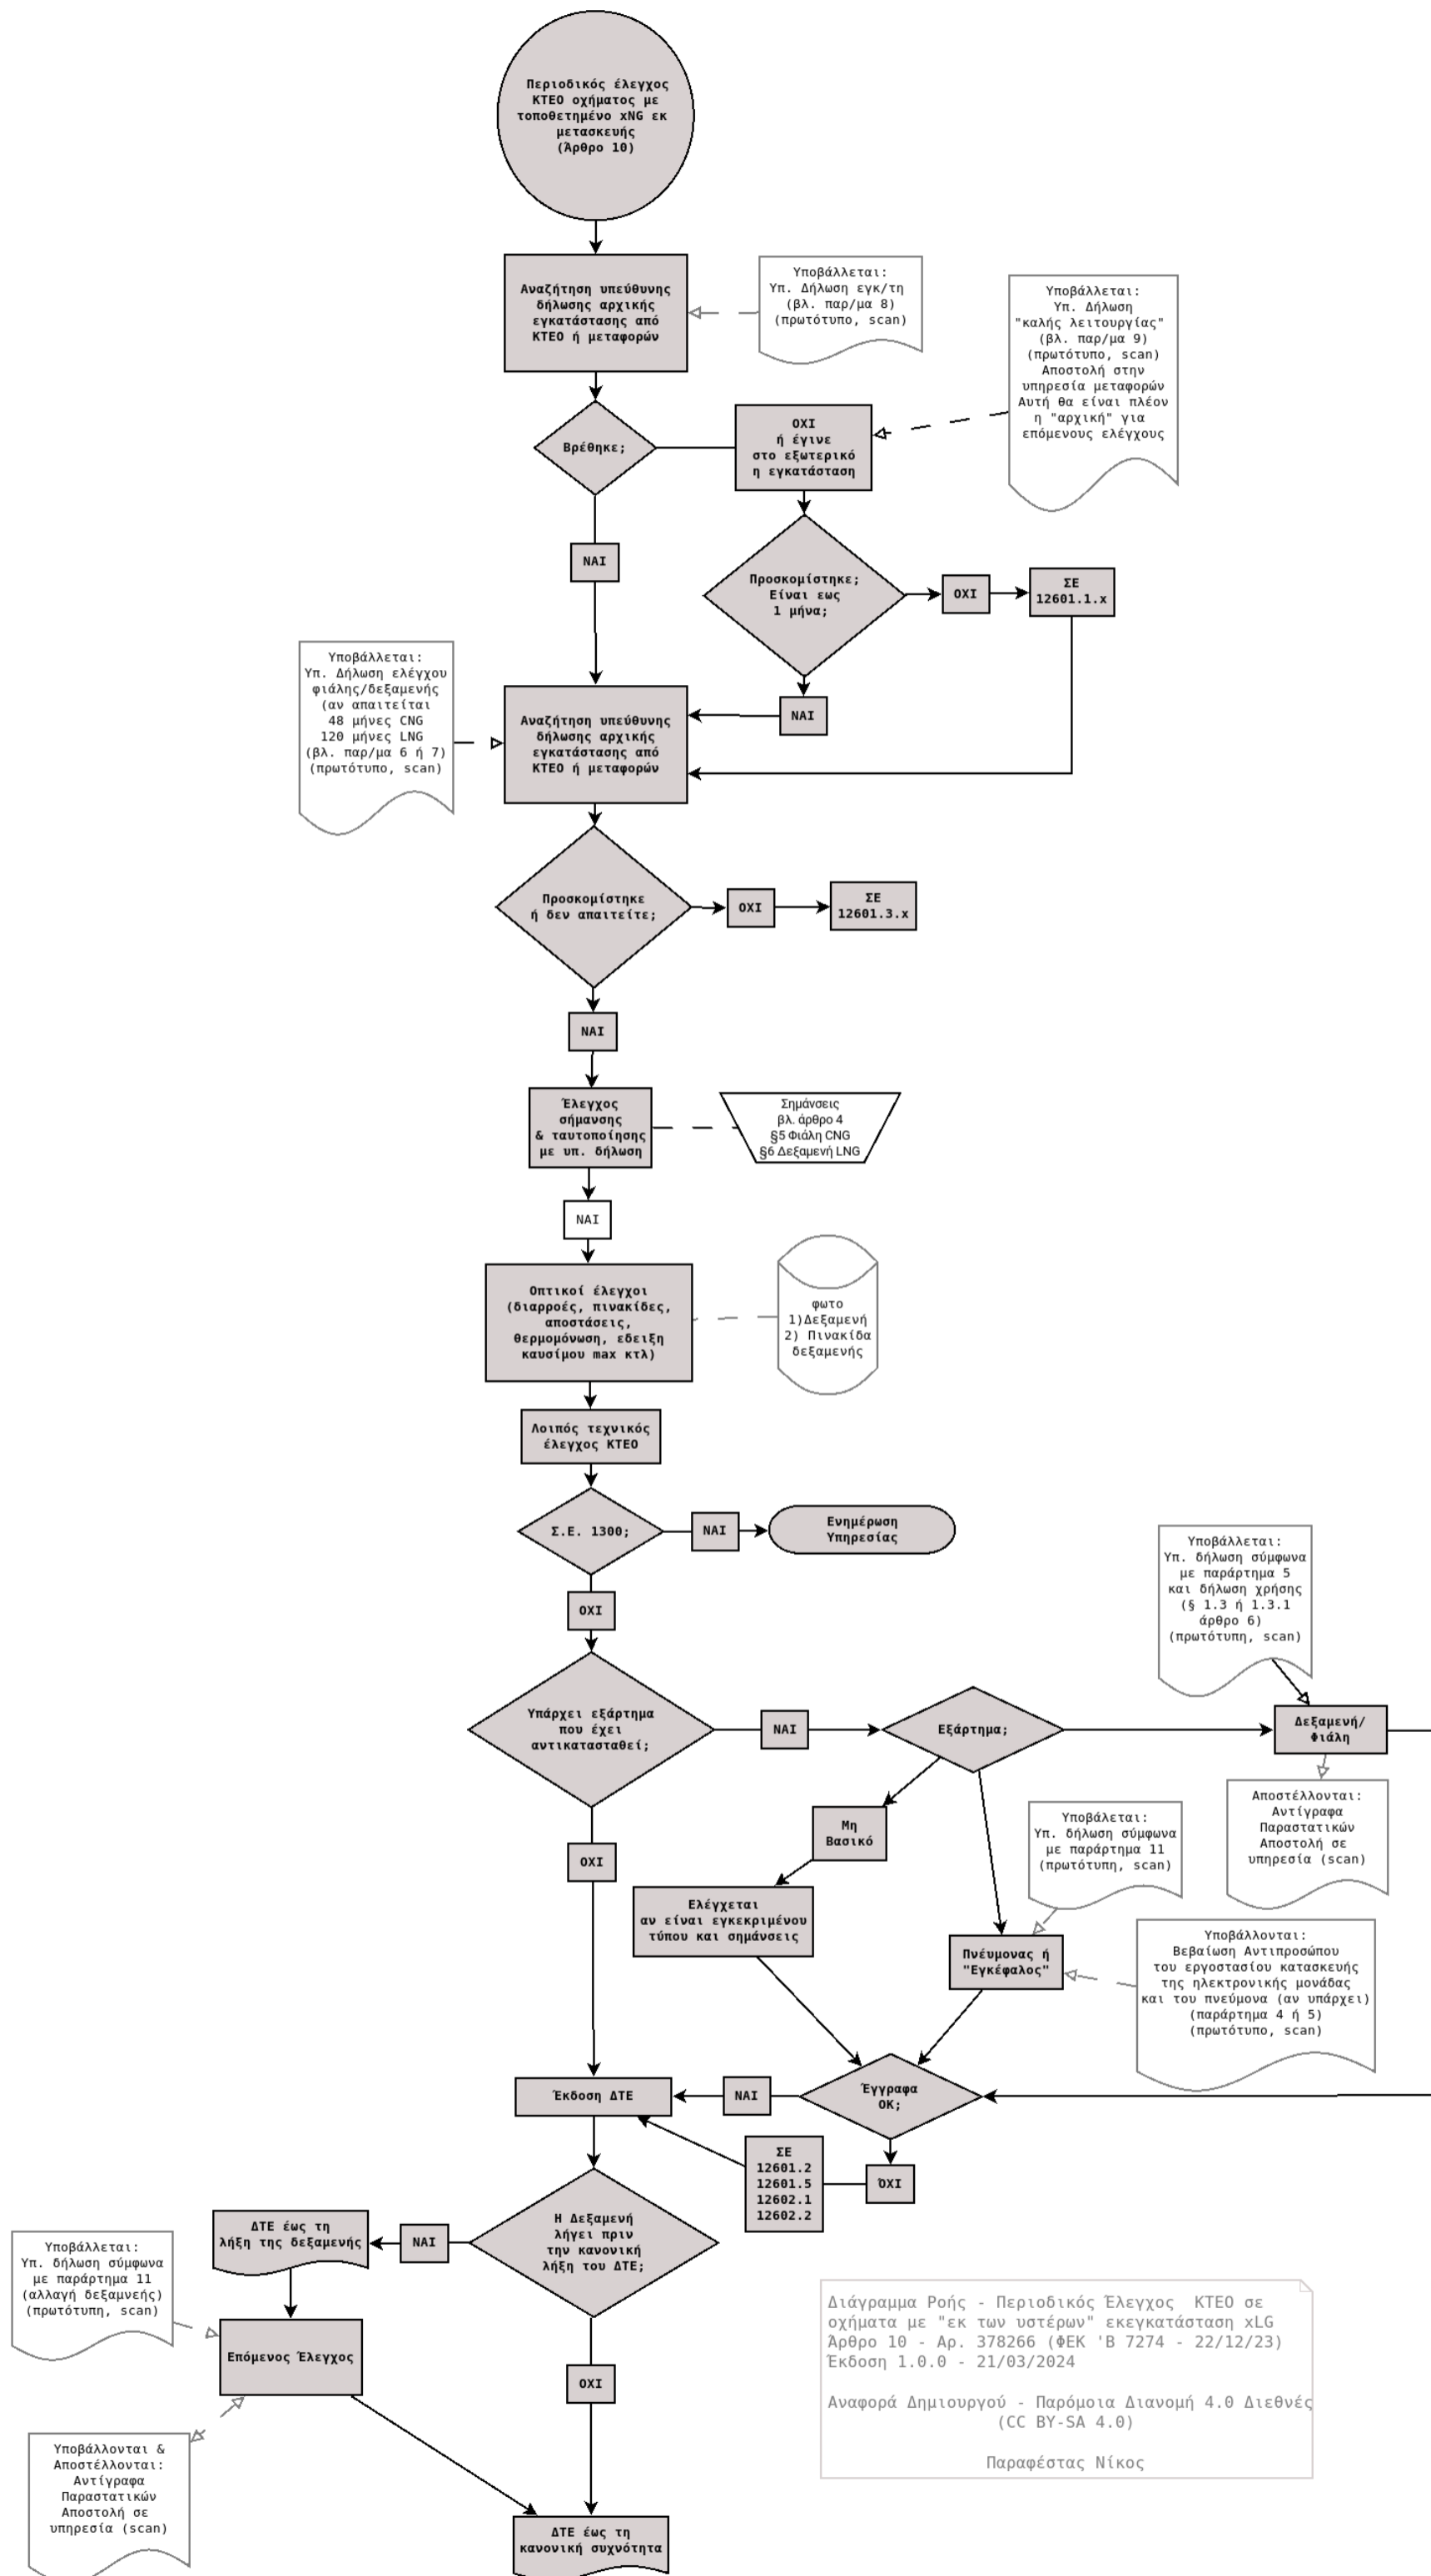 Περιοδικός έλεγχος
ΚΤΕΟ οχήματος με
τοποθετημένο xNG εκ
μετασκευής
(Άρθρο 10)
Αναζήτηση υπεύθυνης
δήλωσης αρχικής
εγκατάστασης από
ΚΤΕΟ ή μεταφορών
Υποβάλλεται:
Υπ. Δήλωση εγκ/τη
(βλ. παρ/μα 8)
(πρωτότυπο, scan)
Υποβάλλεται:
Υπ. Δήλωση
"καλής λειτουργίας"
(βλ. παρ/μα 9)
(πρωτότυπο, scan)
Αποστολή στην
υπηρεσία μεταφορών
Αυτή θα είναι πλέον
η "αρχική" για
επόμενους ελέγχους
Βρέθηκε;
ΟΧΙ
ή έγινε
στο εξωτερικό
η εγκατάσταση
ΝΑΙ
Προσκομίστηκε;
Είναι εως
1 μήνα;
ΟΧΙ
ΣΕ
12601.1.x
ΝΑΙ
Υποβάλλεται:
Υπ. Δήλωση ελέγχου
φιάλης/δεξαμενής
(αν απαιτείται
48 μήνες CNG
120 μήνες LNG
(βλ. παρ/μα 6 ή 7)
(πρωτότυπο, scan)
Αναζήτηση υπεύθυνης
δήλωσης αρχικής
εγκατάστασης από
ΚΤΕΟ ή μεταφορών
Προσκομίστηκε
ή δεν απαιτείτε;
ΟΧΙ
ΣΕ
12601.3.x
ΝΑΙ
Έλεγχος
σήμανσης
& ταυτοποίησης
με υπ. δήλωση
Σημάνσεις
βλ. άρθρο 4
§5 Φιάλη CNG
§6 Δεξαμενή LNG
ΝΑΙ
Οπτικοί έλεγχοι
(διαρροές, πινακίδες,
αποστάσεις,
θερμομόνωση, εδειξη
καυσίμου max κτλ)
φωτο
1)Δεξαμενή
2) Πινακίδα
δεξαμενής
Λοιπός τεχνικός
έλεγχος ΚΤΕΟ
Σ.Ε. 1300;
ΝΑΙ
Ενημέρωση
Υπηρεσίας
ΟΧΙ
Υποβάλλεται:
Υπ. δήλωση σύμφωνα
με παράρτημα 5
και δήλωση χρήσης
(§ 1.3 ή 1.3.1
άρθρο 6)
(πρωτότυπη, scan)
Υπάρχει εξάρτημα
που έχει
αντικατασταθεί;
ΝΑΙ
Εξάρτημα;
Δεξαμενή/
Φιάλη
Αποστέλλονται:
Αντίγραφα
Παραστατικών
Αποστολή σε
υπηρεσία (scan)
Μη
Βασικό
Υποβάλεται:
Υπ. δήλωση σύμφωνα
με παράρτημα 11
(πρωτότυπη, scan)
ΟΧΙ
Ελέγχεται
αν είναι εγκεκριμένου
τύπου και σημάνσεις
Πνέυμονας ή
"Εγκέφαλος"
Υποβάλλονται:
Βεβαίωση Αντιπροσώπου
του εργοστασίου κατασκευής
της ηλεκτρονικής μονάδας
και του πνεύμονα (αν υπάρχει)
(παράρτημα 4 ή 5)
(πρωτότυπο, scan)
Έκδοση ΔΤΕ
ΝΑΙ
Έγγραφα
ΟΚ;
ΣΕ
12601.2
12601.5
12602.1
12602.2
ΌΧΙ
Η Δεξαμενή
λήγει πριν
την κανονική
λήξη του ΔΤΕ;
ΝΑΙ
ΔΤΕ έως τη
λήξη της δεξαμενής
Υποβάλλεται:
Υπ. δήλωση σύμφωνα
με παράρτημα 11
(αλλαγή δεξαμνεής)
(πρωτότυπη, scan)
Επόμενος Έλεγχος
ΟΧΙ
Διάγραμμα Ροής - Περιοδικός Έλεγχος  ΚΤΕΟ σε
οχήματα με "εκ των υστέρων" εκεγκατάσταση xLG
Άρθρο 10 - Αρ. 378266 (ΦΕΚ 'Β 7274 - 22/12/23)
Έκδοση 1.0.0 - 21/03/2024
Αναφορά Δημιουργού - Παρόμοια Διανομή 4.0 Διεθνές
(CC BY-SA 4.0)
Παραφέστας Νίκος
Υποβάλλονται &
Αποστέλλονται:
Αντίγραφα
Παραστατικών
Αποστολή σε
υπηρεσία (scan)
ΔΤΕ έως τη
κανονική συχνότητα